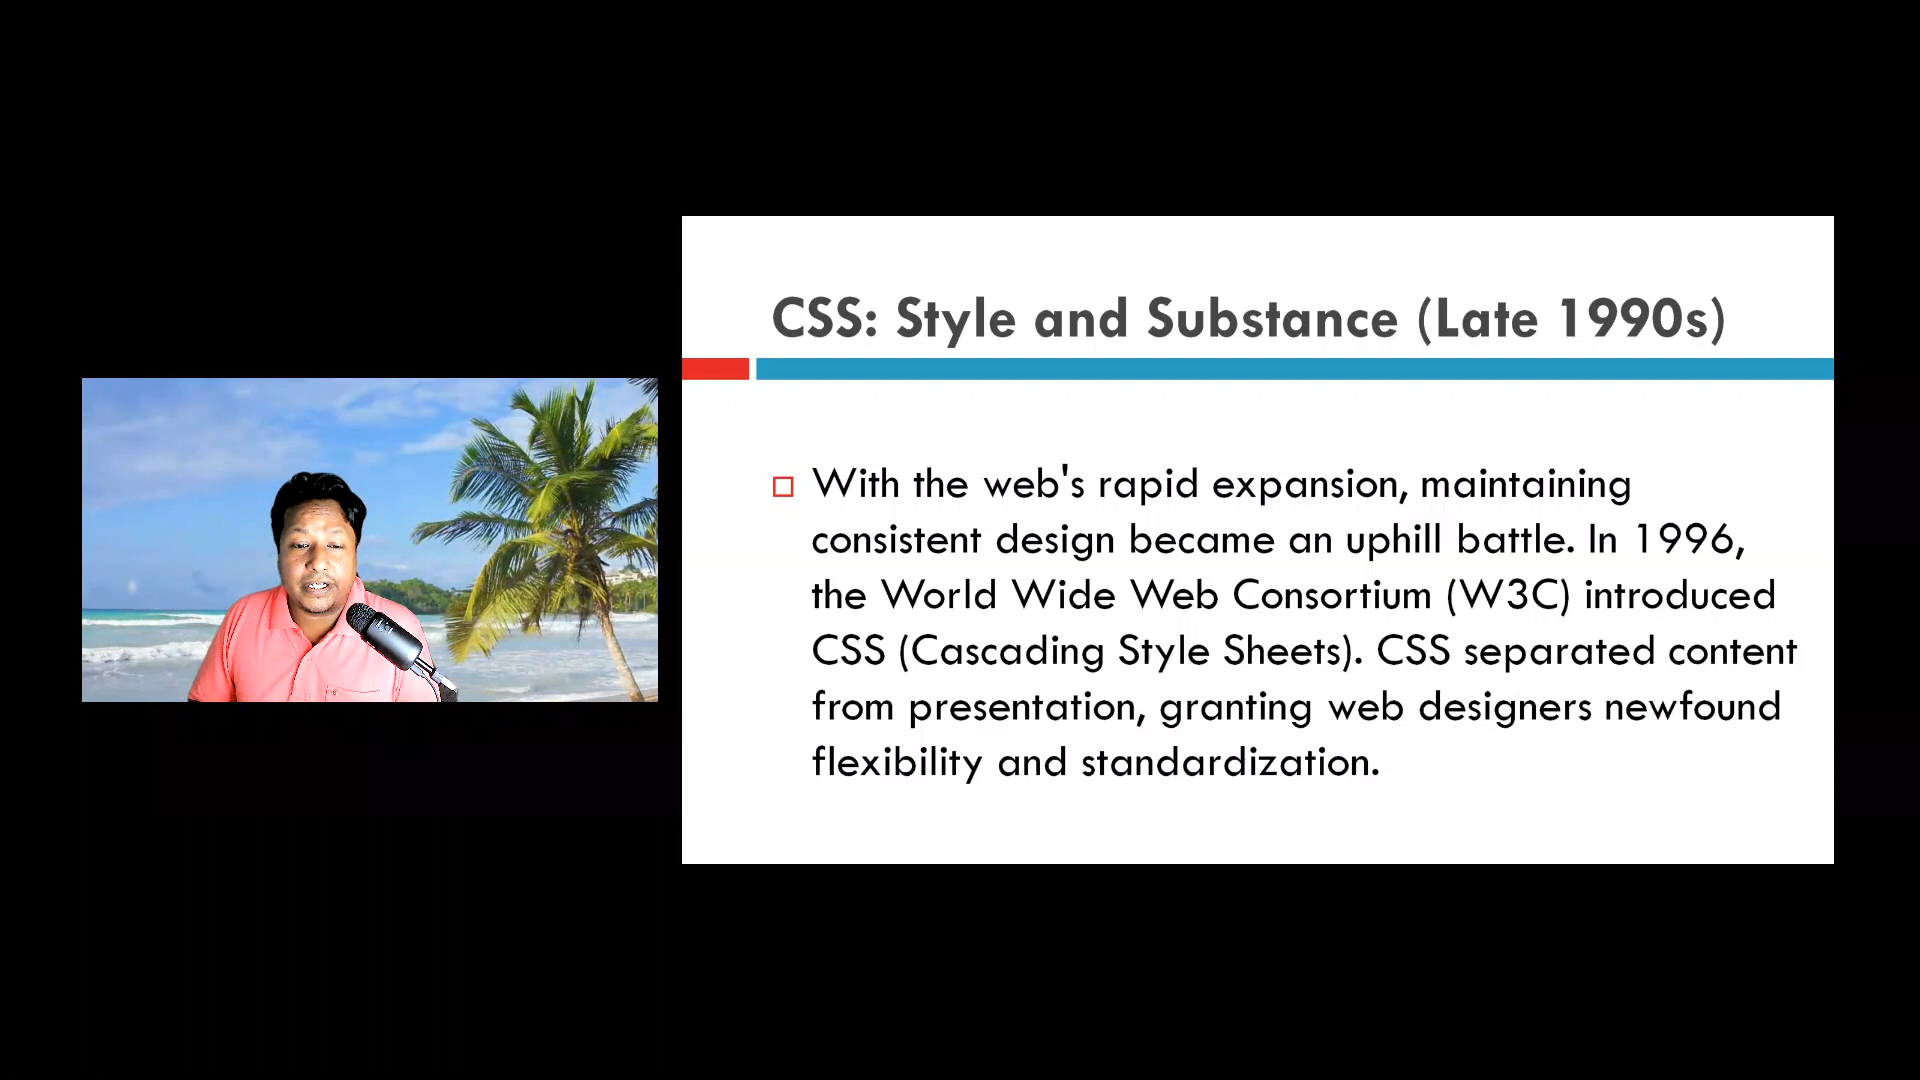 CSS: Style and Substance (Late 1990s)
With the web's rapid expansion, maintaining
consistent design became an uphill battle. In 1996,
the World Wide Web Consortium (W3C) introduced
CSS (Cascading Style Sheets). CSS separated content
from presentation, granting web designers newfound
flexibility and standardization.